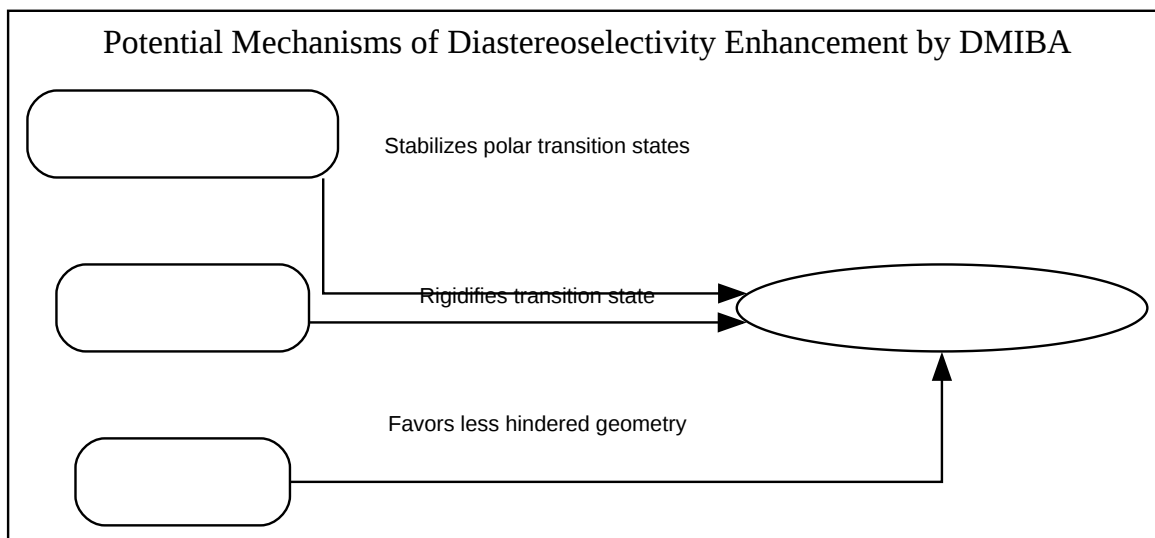 Potential Mechanisms of Diastereoselectivity Enhancement by DMIBA
Stabilizes polar transition states
Rigidifies transition state
Favors less hindered geometry